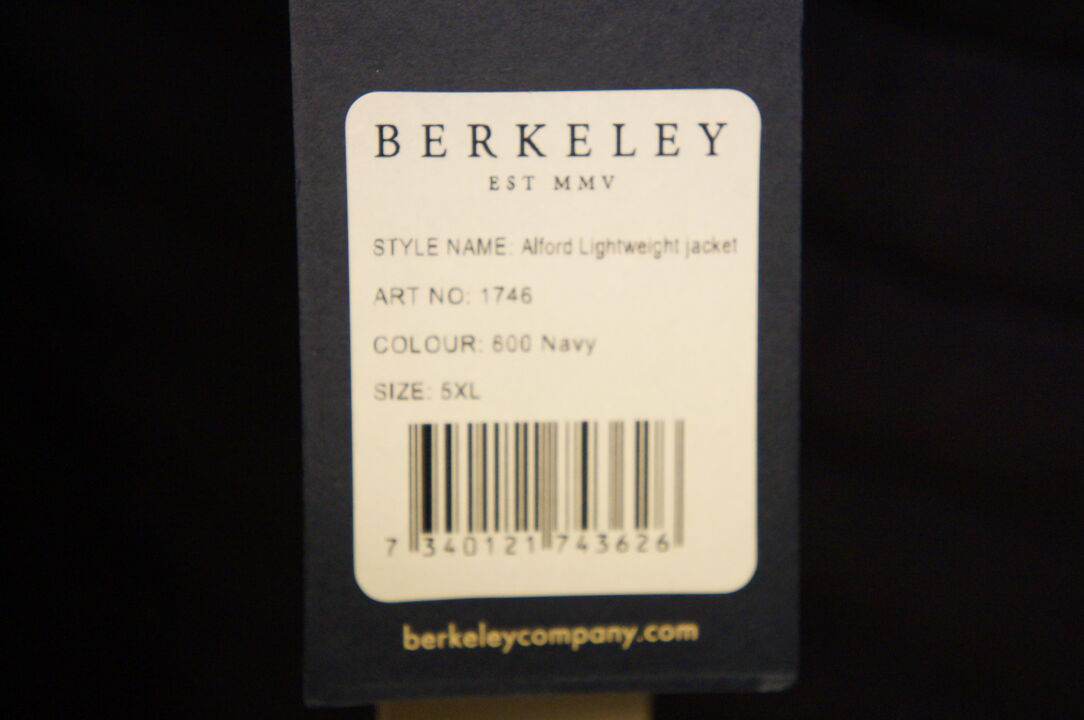 BERKELEY
EST MMV
STYLE NAME: Alford Lightweight jacket
ART NO: 1746
COLOUR: 600 Navy
SIZE: 5XL
7 340121 743626
berkeleycompany.com